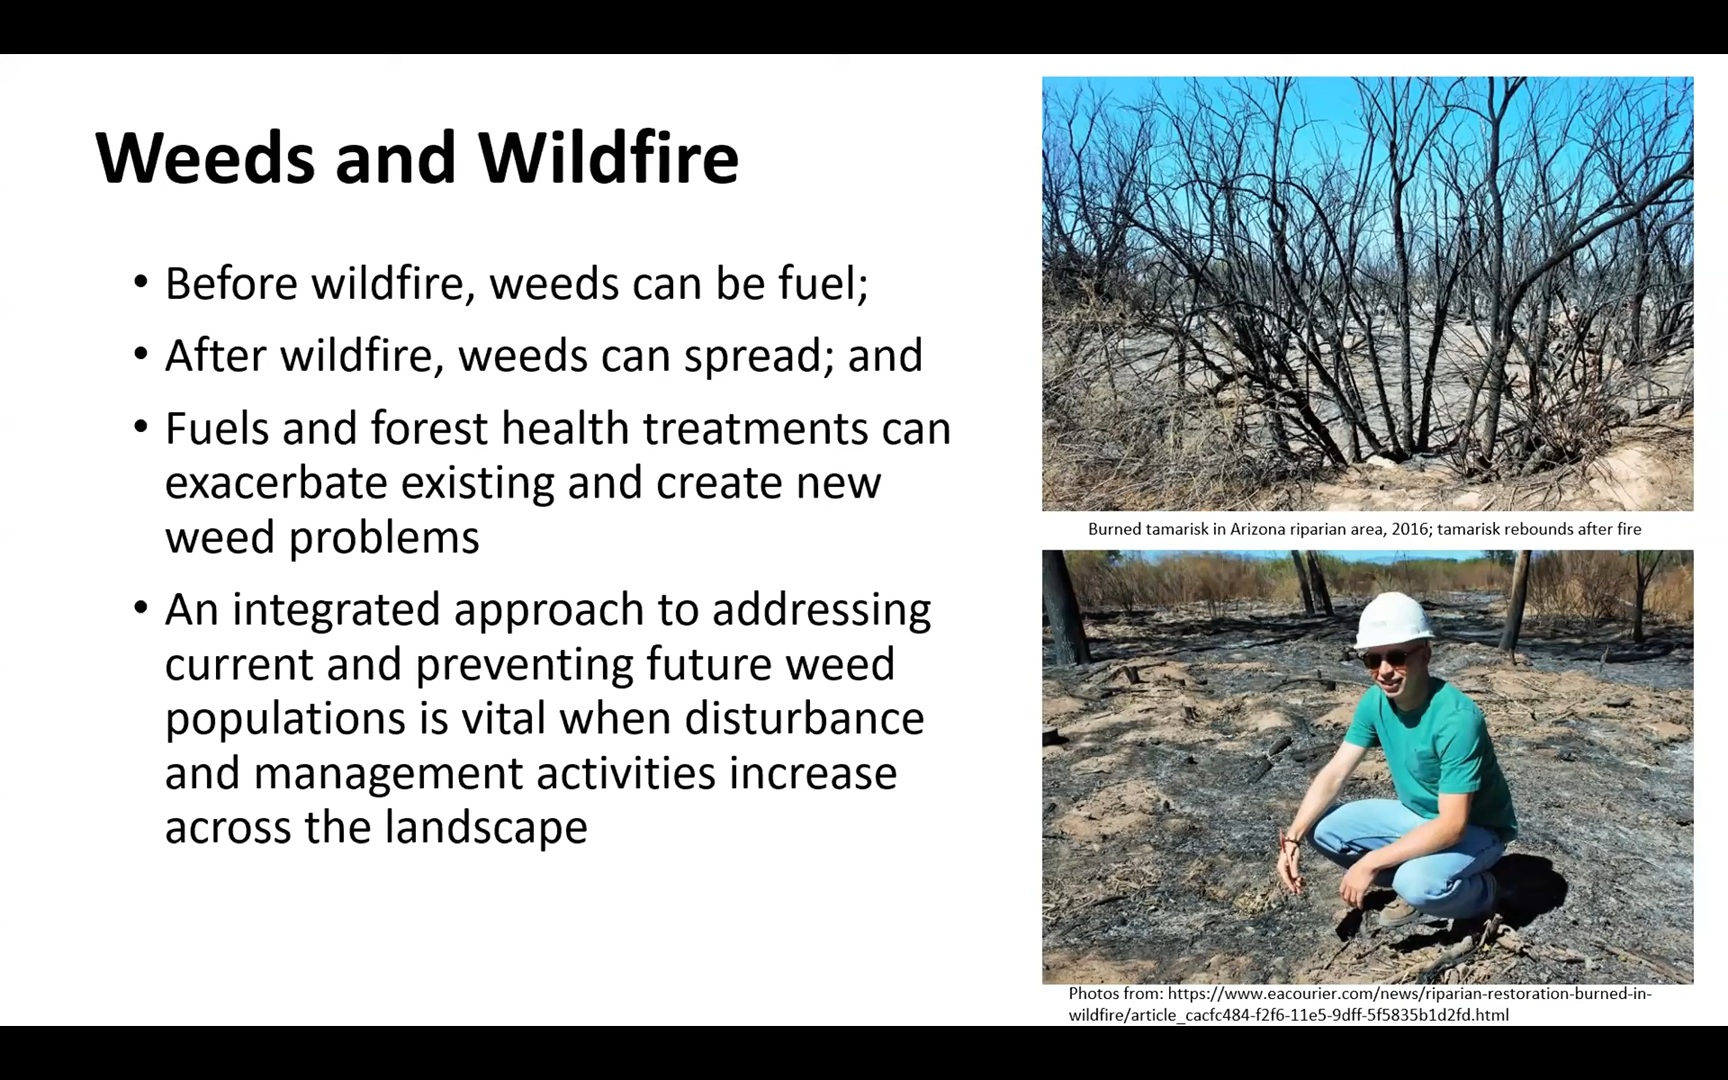 Weeds and Wildfire
• Before wildfire, weeds can be fuel;
• After wildfire, weeds can spread; and
• Fuels and forest health treatments can
exacerbate existing and create new
weed problems
• An integrated approach to addressing
current and preventing future weed
populations is vital when disturbance
and management activities increase
across the landscape
Burned tamarisk in Arizona riparian area, 2016; tamarisk rebounds after fire
Photos from: https://www.eacourier.com/news/riparian-restoration-burned-in-
wildfire/article_cacfc484-f2f6-11e5-9dff-5f5835b1d2fd.html